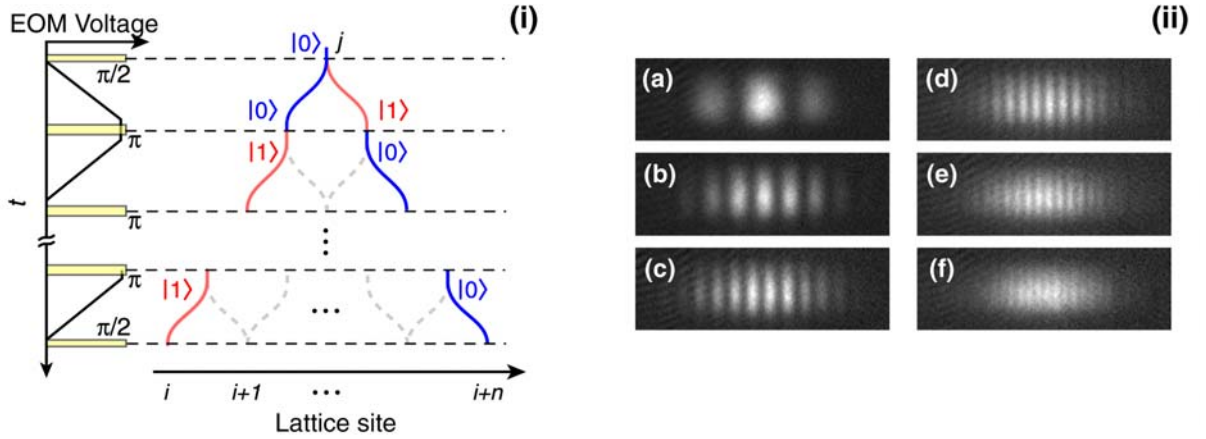 EOM Voltage
(i)
(ii)
|0⟩ j
π/2
|0⟩ |1⟩
π
|1⟩ |0⟩
t
π
π
|1⟩ |0⟩
π/2
i i+1 ... i+n
Lattice site
(a) (d)
(b) (e)
(c) (f)